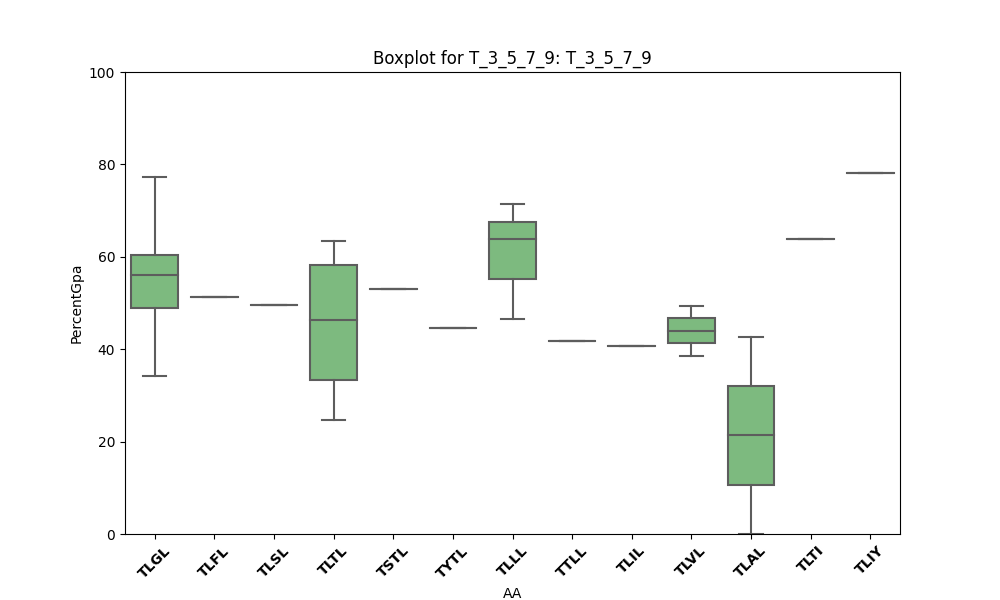 Boxplot for T_3_5_7_9: T_3_5_7_9
100
80
60
40
20
0
PercentGpa
TLGL
TLFL
TLSL
TLTL
TSTL
TYTL
TLLL
TTLL
TLIL
TLVL
TLAL
TLTI
TLIY
AA